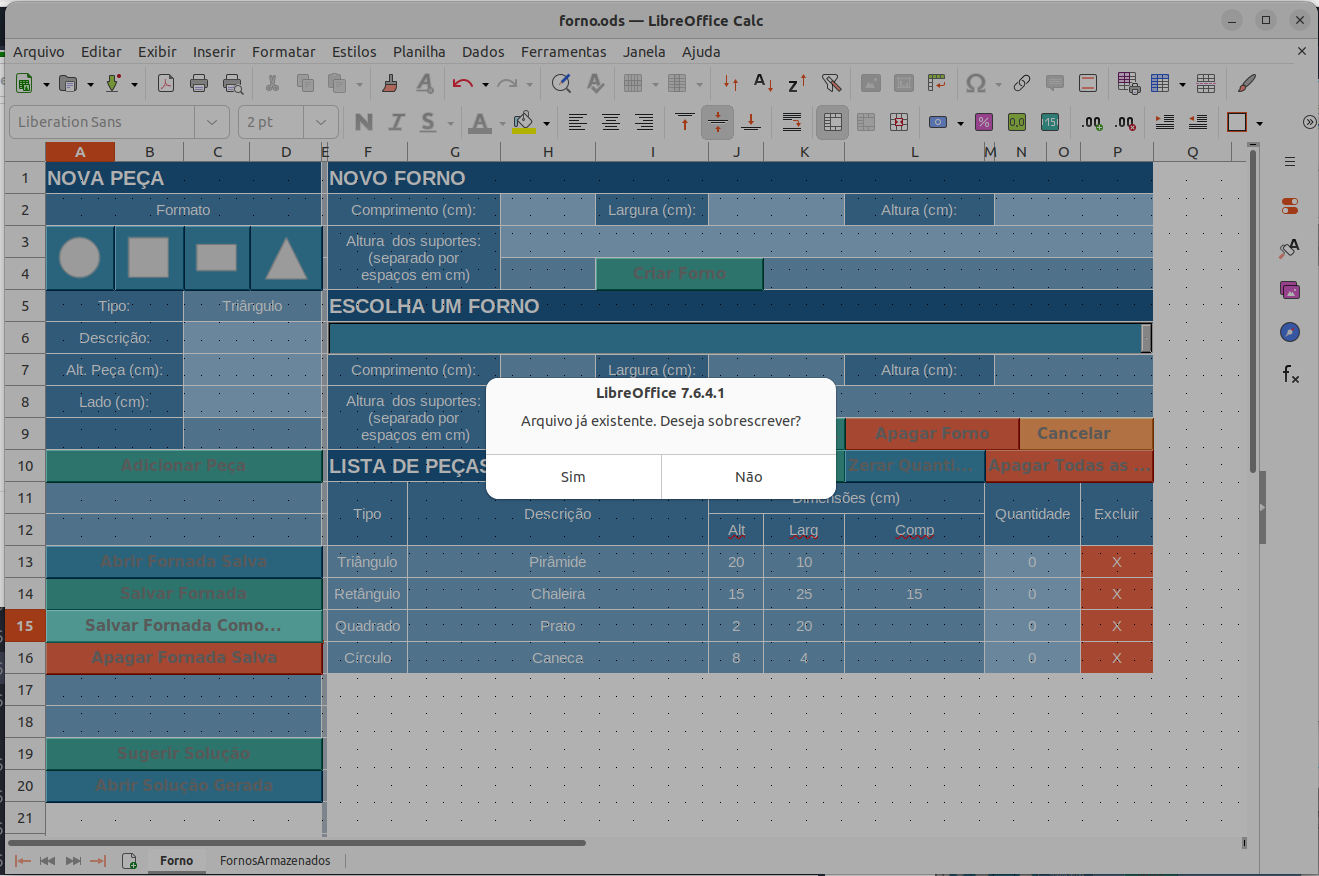 forno.ods — LibreOffice Calc
Arquivo Editar Exibir Inserir Formatar Estilos Planilha Dados Ferramentas Janela Ajuda
Liberation Sans 2 pt
A B C D E F G H I J K L M N O P Q
1 NOVA PEÇA NOVO FORNO
2 Formato Comprimento (cm): Largura (cm): Altura (cm):
3 Altura dos suportes:
(separado por
4 espaços em cm) Criar Forno
5 Tipo: Triângulo ESCOLHA UM FORNO
6 Descrição:
7 Alt. Peça (cm): Comprimento (cm): Largura (cm): Altura (cm):
8 Lado (cm): Altura dos suportes:
(separado por
9 espaços em cm) Apagar Forno Cancelar
10 Adicionar Peça LISTA DE PEÇAS Zerar Quanti... Apagar Todas as ...
LibreOffice 7.6.4.1
Arquivo já existente. Deseja sobrescrever?
Sim Não
11 Tipo Descrição Dimensões (cm) Quantidade Excluir
12 Alt Larg Comp
13 Abrir Fornada Salva Triângulo Pirâmide 20 10 0 X
14 Salvar Fornada Retângulo Chaleira 15 25 15 0 X
15 Salvar Fornada Como... Quadrado Prato 2 20 0 X
16 Apagar Fornada Salva Círculo Caneca 8 4 0 X
17
18
19 Sugerir Solução
20 Abrir Solução Gerada
21
Forno FornosArmazenados